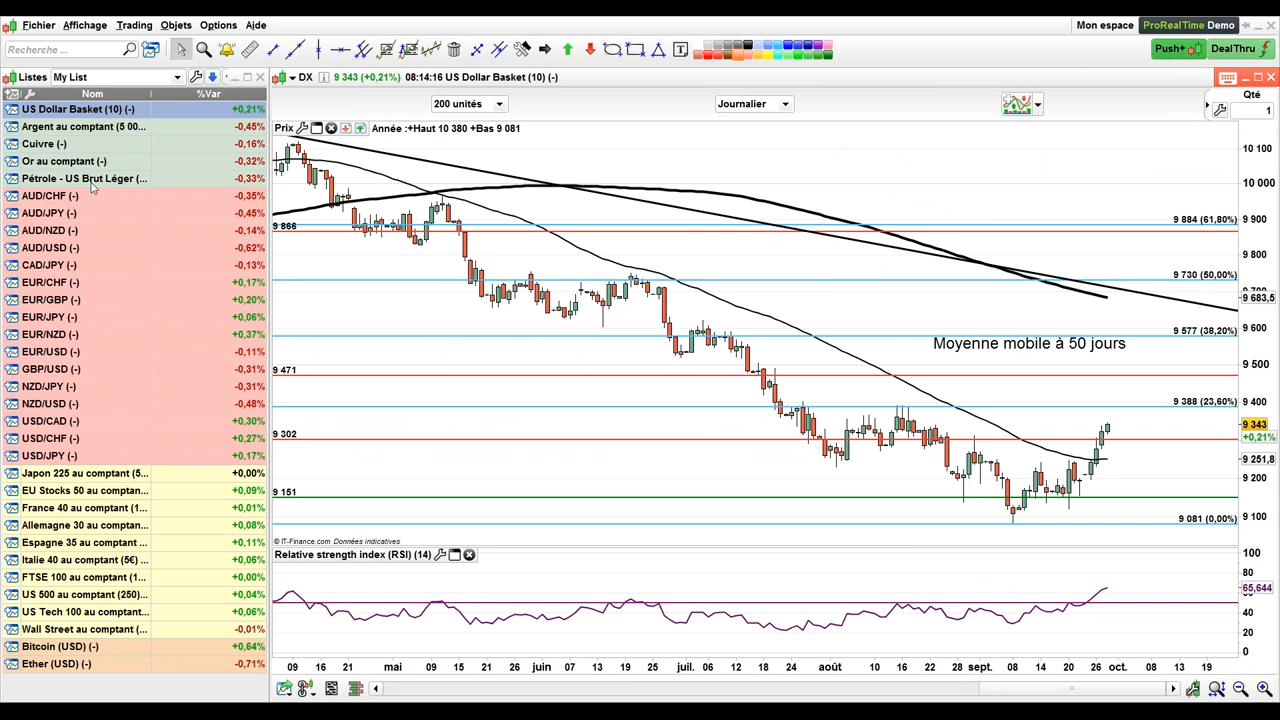 Fichier Affichage Trading Objets Options Aide Mon espace ProRealTime Demo
Recherche ... T Push+ DealThru
Listes My List DX i 9 343 (+0,21%) 08:14:16 US Dollar Basket (10) (-)
Nom %Var
200 unités Journalier Qté
1
Prix Année :+Haut 10 380 +Bas 9 081
US Dollar Basket (10) (-) +0,21%
Argent au comptant (5 00... -0,45%
Cuivre (-) -0,16%
Or au comptant (-) -0,32%
Pétrole - US Brut Léger (... -0,33%
AUD/CHF (-) -0,35%
AUD/JPY (-) -0,45%
AUD/NZD (-) -0,14%
AUD/USD (-) -0,62%
CAD/JPY (-) -0,13%
EUR/CHF (-) +0,17%
EUR/GBP (-) +0,20%
EUR/JPY (-) +0,06%
EUR/NZD (-) +0,37%
EUR/USD (-) -0,11%
GBP/USD (-) -0,31%
NZD/JPY (-) -0,31%
NZD/USD (-) -0,48%
USD/CAD (-) +0,30%
USD/CHF (-) +0,27%
USD/JPY (-) +0,17%
Japon 225 au comptant (5... +0,00%
EU Stocks 50 au comptan... +0,09%
France 40 au comptant (1... +0,01%
Allemagne 30 au comptan... +0,08%
Espagne 35 au comptant ... +0,11%
Italie 40 au comptant (5€) ... +0,06%
FTSE 100 au comptant (1... +0,00%
US 500 au comptant (250)... +0,04%
US Tech 100 au comptant... +0,06%
Wall Street au comptant (... -0,01%
Bitcoin (USD) (-) +0,64%
Ether (USD) (-) -0,71%
10 100
10 000
9 884 (61,80%) 9 900
9 866
9 800
9 730 (50,00%)
9 683,5
9 600
9 577 (38,20%)
Moyenne mobile à 50 jours
9 500
9 471
9 388 (23,60%) 9 400
9 343
9 302 +0,21%
9 251,8
9 200
9 151
9 081 (0,00%) 9 100
© IT-Finance.com Données indicatives
Relative strength index (RSI) (14) 100
80
65,644
40
20
0
09 16 21 mai 09 15 20 25 juin 07 13 19 25 juil. 06 12 18 23 août 10 16 22 28 sept. 08 14 20 26 oct. 08 13 19